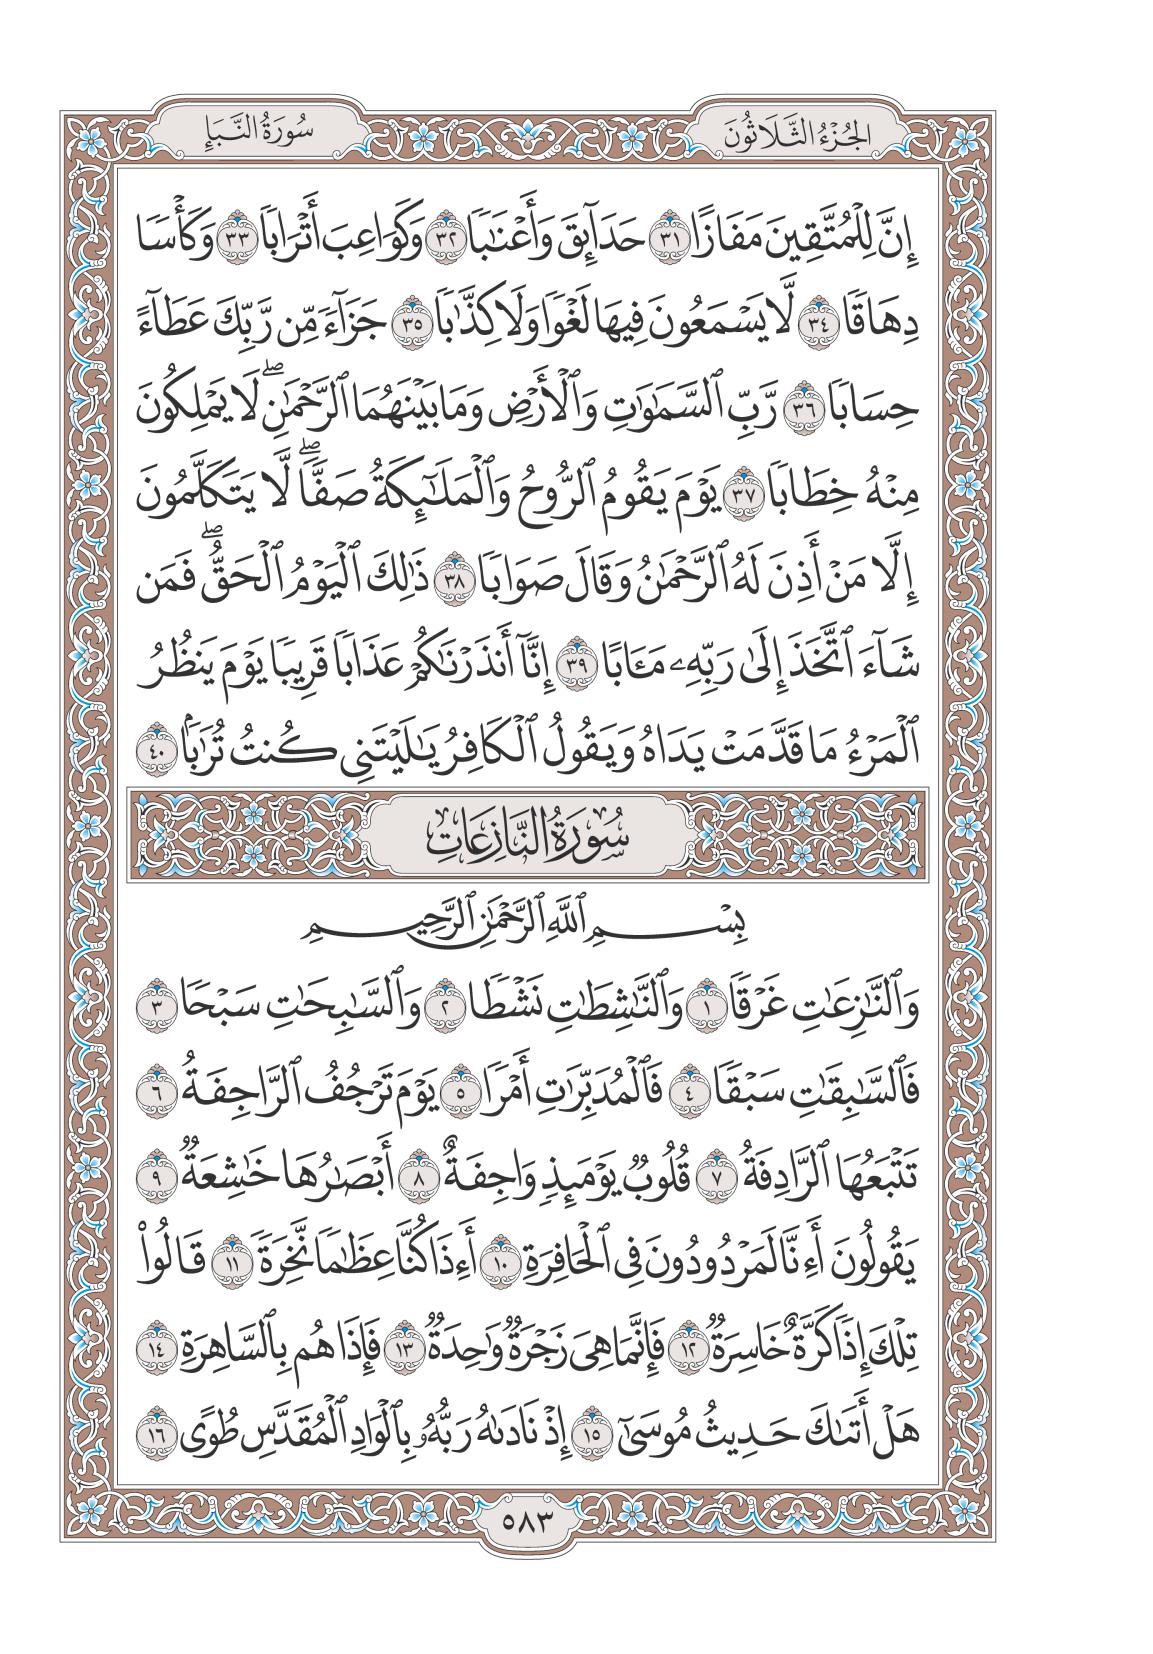 الجُزْءُ الثَّلَاثُونَ
سُورَةُ النَّبَإِ
إِنَّ لِلْمُتَّقِينَ مَفَازًا ٣١ حَدَآئِقَ وَأَعْنَٰبًا ٣٢ وَكَوَاعِبَ أَتْرَابًا ٣٣ وَكَأْسًا
دِهَاقًا ٣٤ لَّا يَسْمَعُونَ فِيهَا لَغْوًا وَلَا كِذَّٰبًا ٣٥ جَزَآءً مِّن رَّبِّكَ عَطَآءً
حِسَابًا ٣٦ رَّبِّ ٱلسَّمَٰوَٰتِ وَٱلْأَرْضِ وَمَا بَيْنَهُمَا ٱلرَّحْمَٰنِۖ لَا يَمْلِكُونَ
مِنْهُ خِطَابًا ٣٧ يَوْمَ يَقُومُ ٱلرُّوحُ وَٱلْمَلَٰٓئِكَةُ صَفًّاۖ لَّا يَتَكَلَّمُونَ
إِلَّا مَنْ أَذِنَ لَهُ ٱلرَّحْمَٰنُ وَقَالَ صَوَابًا ٣٨ ذَٰلِكَ ٱلْيَوْمُ ٱلْحَقُّۖ فَمَن
شَآءَ ٱتَّخَذَ إِلَىٰ رَبِّهِۦ مَـَٔابًا ٣٩ إِنَّآ أَنذَرْنَٰكُمْ عَذَابًا قَرِيبًا يَوْمَ يَنظُرُ
ٱلْمَرْءُ مَا قَدَّمَتْ يَدَاهُ وَيَقُولُ ٱلْكَافِرُ يَٰلَيْتَنِى كُنتُ تُرَٰبًۢا ٤٠
سُورَةُ النَّازِعَاتِ
بِسْمِ ٱللَّهِ ٱلرَّحْمَٰنِ ٱلرَّحِيمِ
وَٱلنَّٰزِعَٰتِ غَرْقًا ١ وَٱلنَّٰشِطَٰتِ نَشْطًا ٢ وَٱلسَّٰبِحَٰتِ سَبْحًا ٣
فَٱلسَّٰبِقَٰتِ سَبْقًا ٤ فَٱلْمُدَبِّرَٰتِ أَمْرًا ٥ يَوْمَ تَرْجُفُ ٱلرَّاجِفَةُ ٦
تَتْبَعُهَا ٱلرَّادِفَةُ ٧ قُلُوبٌ يَوْمَئِذٍ وَاجِفَةٌ ٨ أَبْصَٰرُهَا خَٰشِعَةٌ ٩
يَقُولُونَ أَءِنَّا لَمَرْدُودُونَ فِى ٱلْحَافِرَةِ ١٠ أَءِذَا كُنَّا عِظَٰمًا نَّخِرَةً ١١ قَالُوا۟
تِلْكَ إِذًا كَرَّةٌ خَاسِرَةٌ ١٢ فَإِنَّمَا هِىَ زَجْرَةٌ وَٰحِدَةٌ ١٣ فَإِذَا هُم بِٱلسَّاهِرَةِ ١٤
هَلْ أَتَىٰكَ حَدِيثُ مُوسَىٰٓ ١٥ إِذْ نَادَىٰهُ رَبُّهُۥ بِٱلْوَادِ ٱلْمُقَدَّسِ طُوًى ١٦
٥٨٣